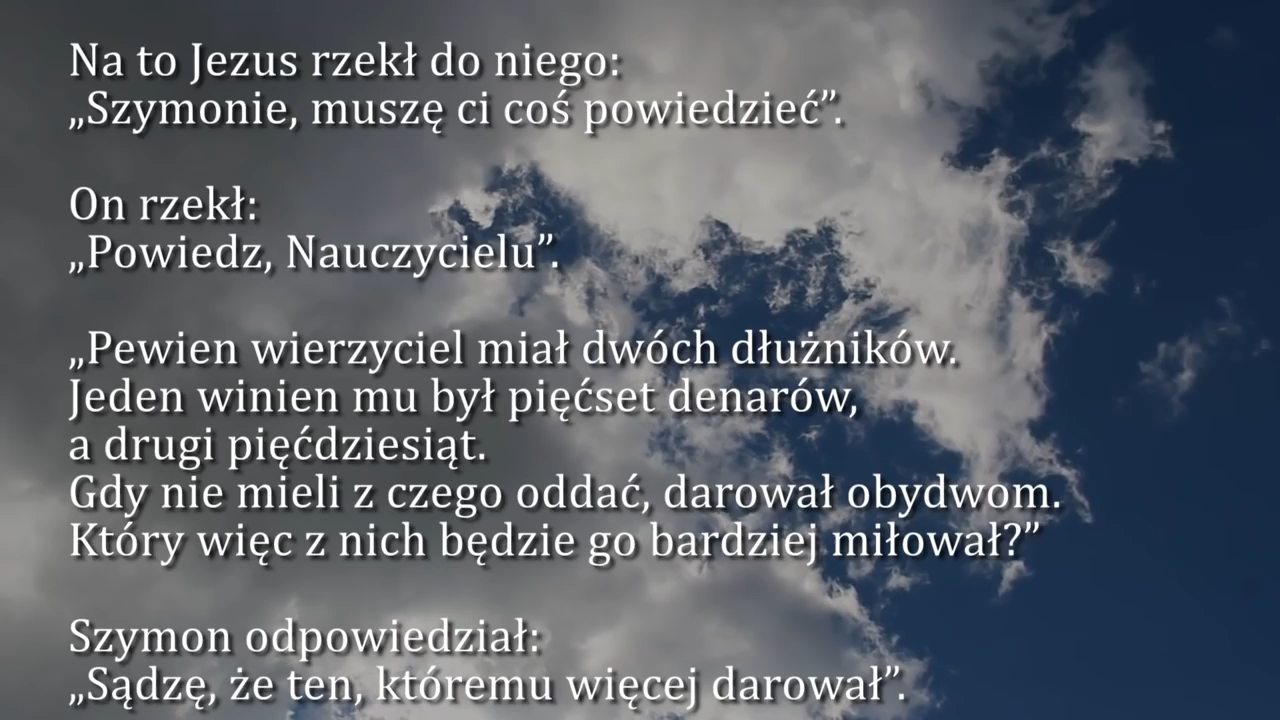 Na to Jezus rzekł do niego:
„Szymonie, muszę ci coś powiedzieć”.
On rzekł:
„Powiedz, Nauczycielu”.
„Pewien wierzyciel miał dwóch dłużników.
Jeden winien mu był pięćset denarów,
a drugi pięćdziesiąt.
Gdy nie mieli z czego oddać, darował obydwom.
Który więc z nich będzie go bardziej miłował?”
Szymon odpowiedział:
„Sądzę, że ten, któremu więcej darował”.